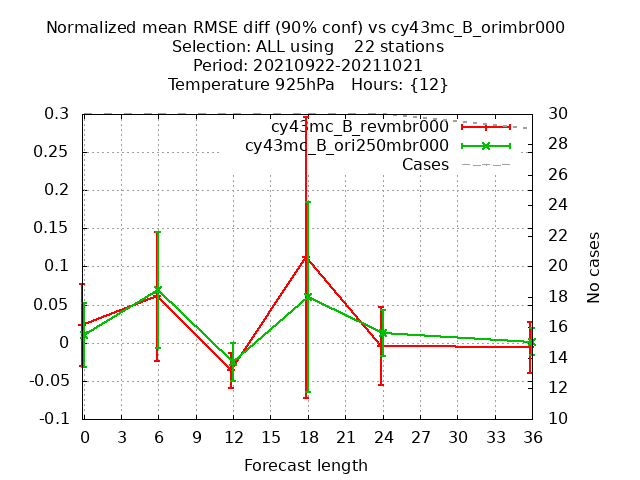 Normalized mean RMSE diff (90% conf) vs cy43mc_B_orimbr000
Selection: ALL using    22 stations
Period: 20210922-20211021
Temperature 925hPa   Hours: {12}
cy43mc_B_revmbr000
cy43mc_B_ori250mbr000
Cases
0.3
0.25
0.2
0.15
0.1
0.05
0
-0.05
-0.1
30
28
26
24
22
20
18
16
14
12
10
No cases
0 3 6 9 12 15 18 21 24 27 30 33 36
Forecast length